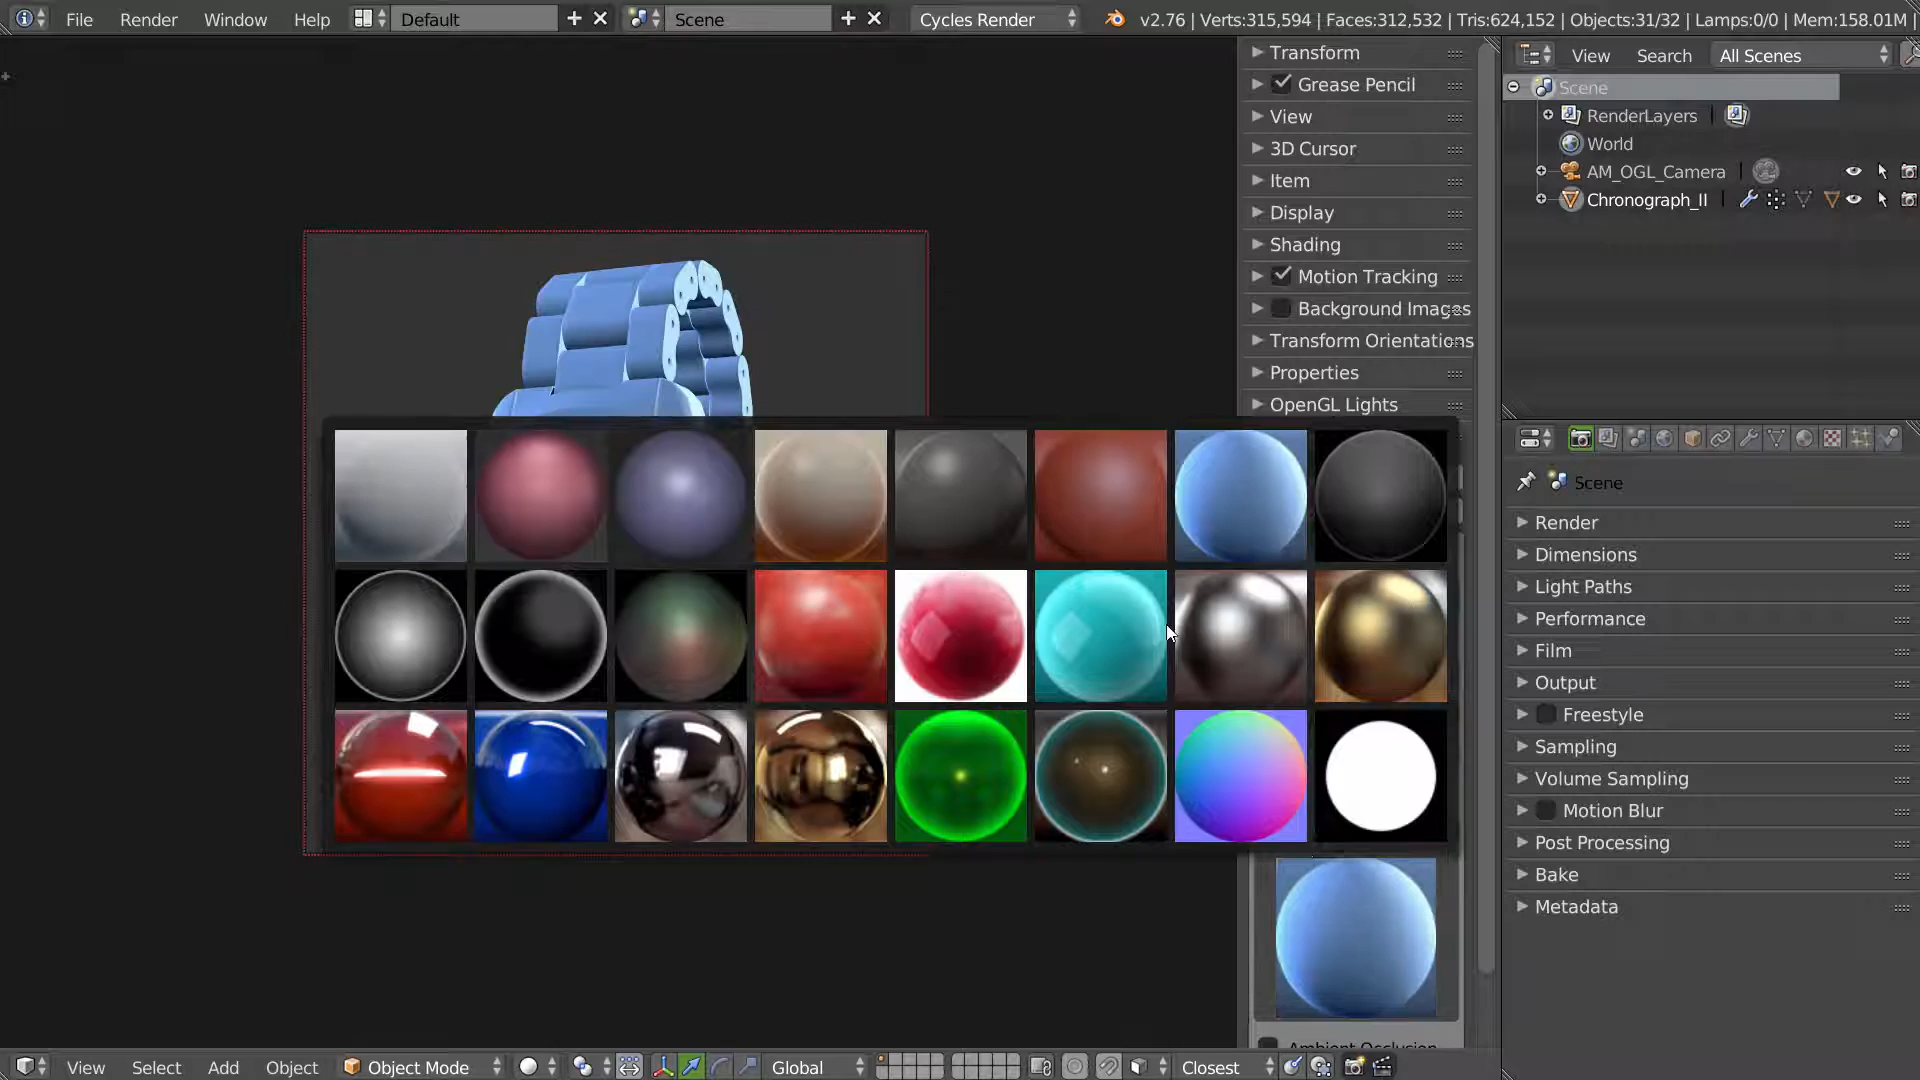 File Render Window Help Default Scene Cycles Render v2.76 | Verts:315,594 | Faces:312,532 | Tris:624,152 | Objects:31/32 | Lamps:0/0 | Mem:158.01M |
Transform
Grease Pencil
View
3D Cursor
Item
Display
Shading
Motion Tracking
Background Images
Transform Orientations
Properties
OpenGL Lights
Ambient Occlusion
View Search All Scenes
Scene
RenderLayers |
World
AM_OGL_Camera |
Chronograph_II |
Scene
Render
Dimensions
Light Paths
Performance
Film
Output
Freestyle
Sampling
Volume Sampling
Motion Blur
Post Processing
Bake
Metadata
View Select Add Object Object Mode Global Closest